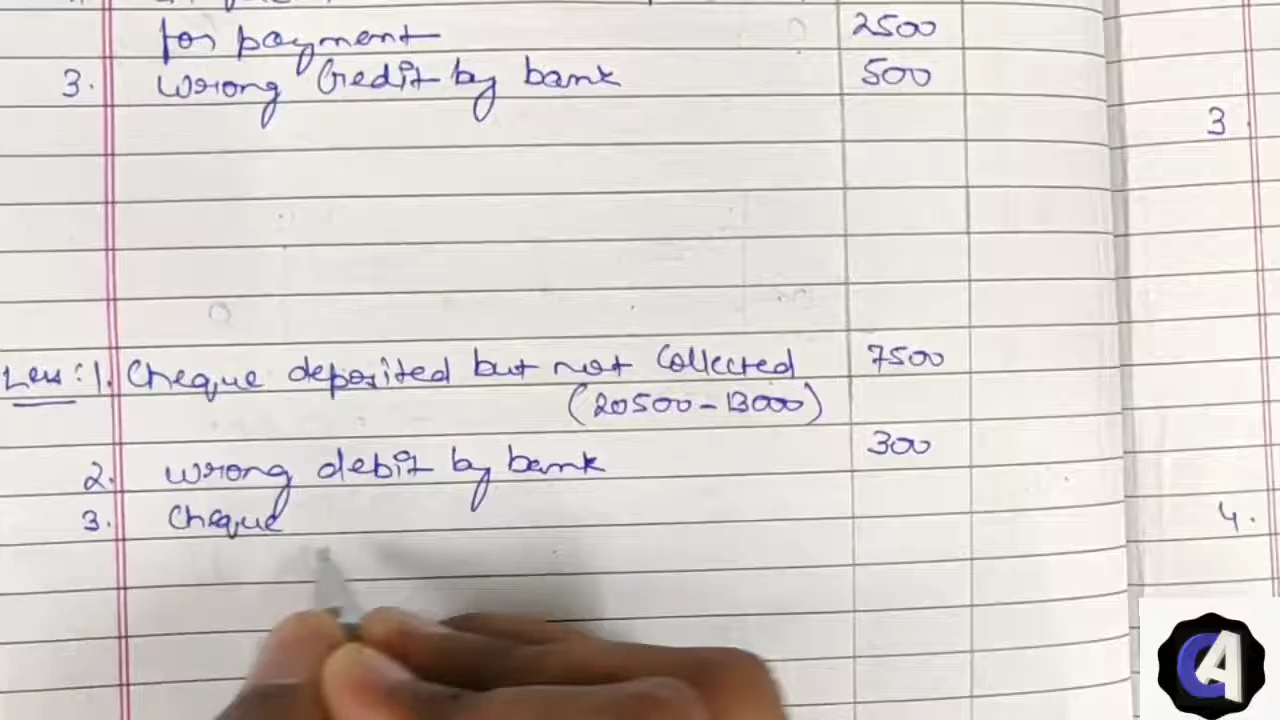 for payment 2500
3. Wrong Credit by bank 500
3.
Less: 1. Cheque deposited but not Collected 7500
(20500-13000)
2. Wrong debit by bank 300
3. Cheque
4.
CA